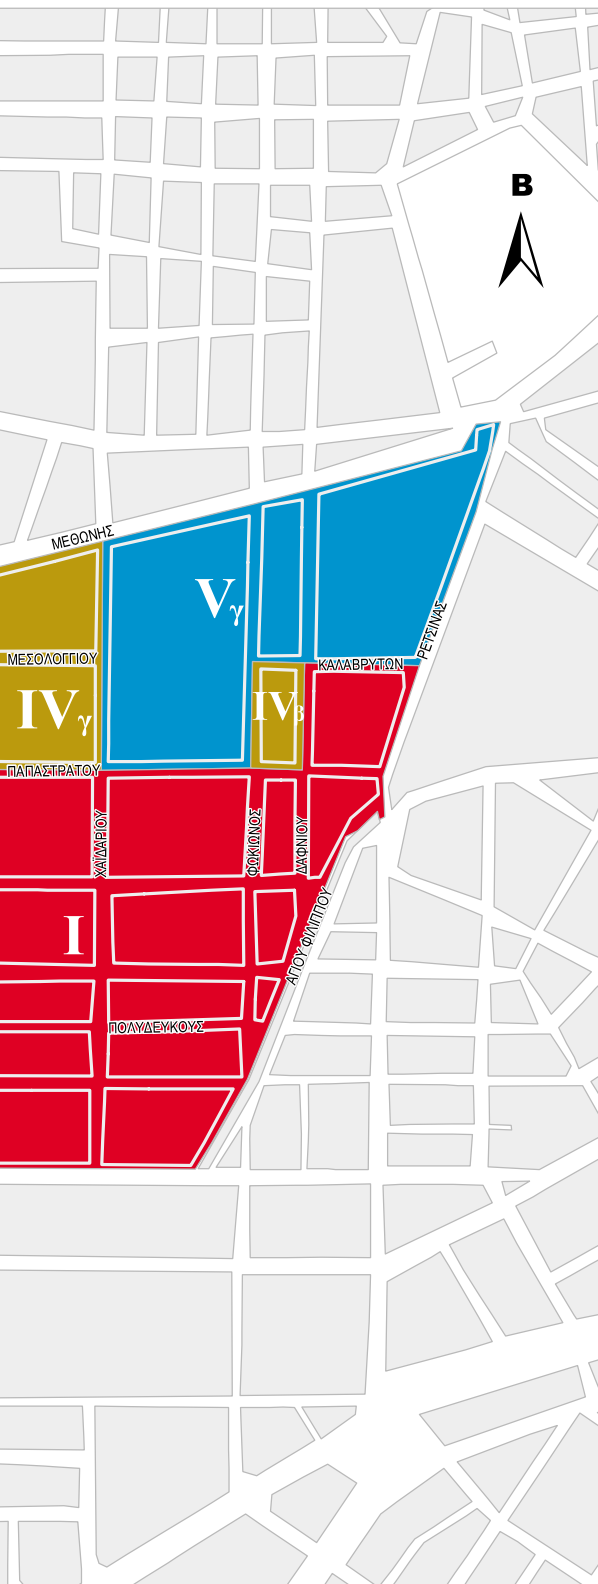 B
ΜΕΘΩΝΗΣ
Vγ
ΡΕΤΣΙΝΑΣ
ΜΕΣΟΛΟΓΓΙΟΥ
ΚΑΛΑΒΡΥΤΩΝ
IVγ
IVβ
ΠΑΠΑΣΤΡΑΤΟΥ
ΧΑΪΔΑΡΙΟΥ
ΦΩΚΙΩΝΟΣ
ΔΑΦΝΙΟΥ
I
ΑΓΙΟΥ ΦΙΛΙΠΠΟΥ
ΠΟΛΥΔΕΥΚΟΥΣ